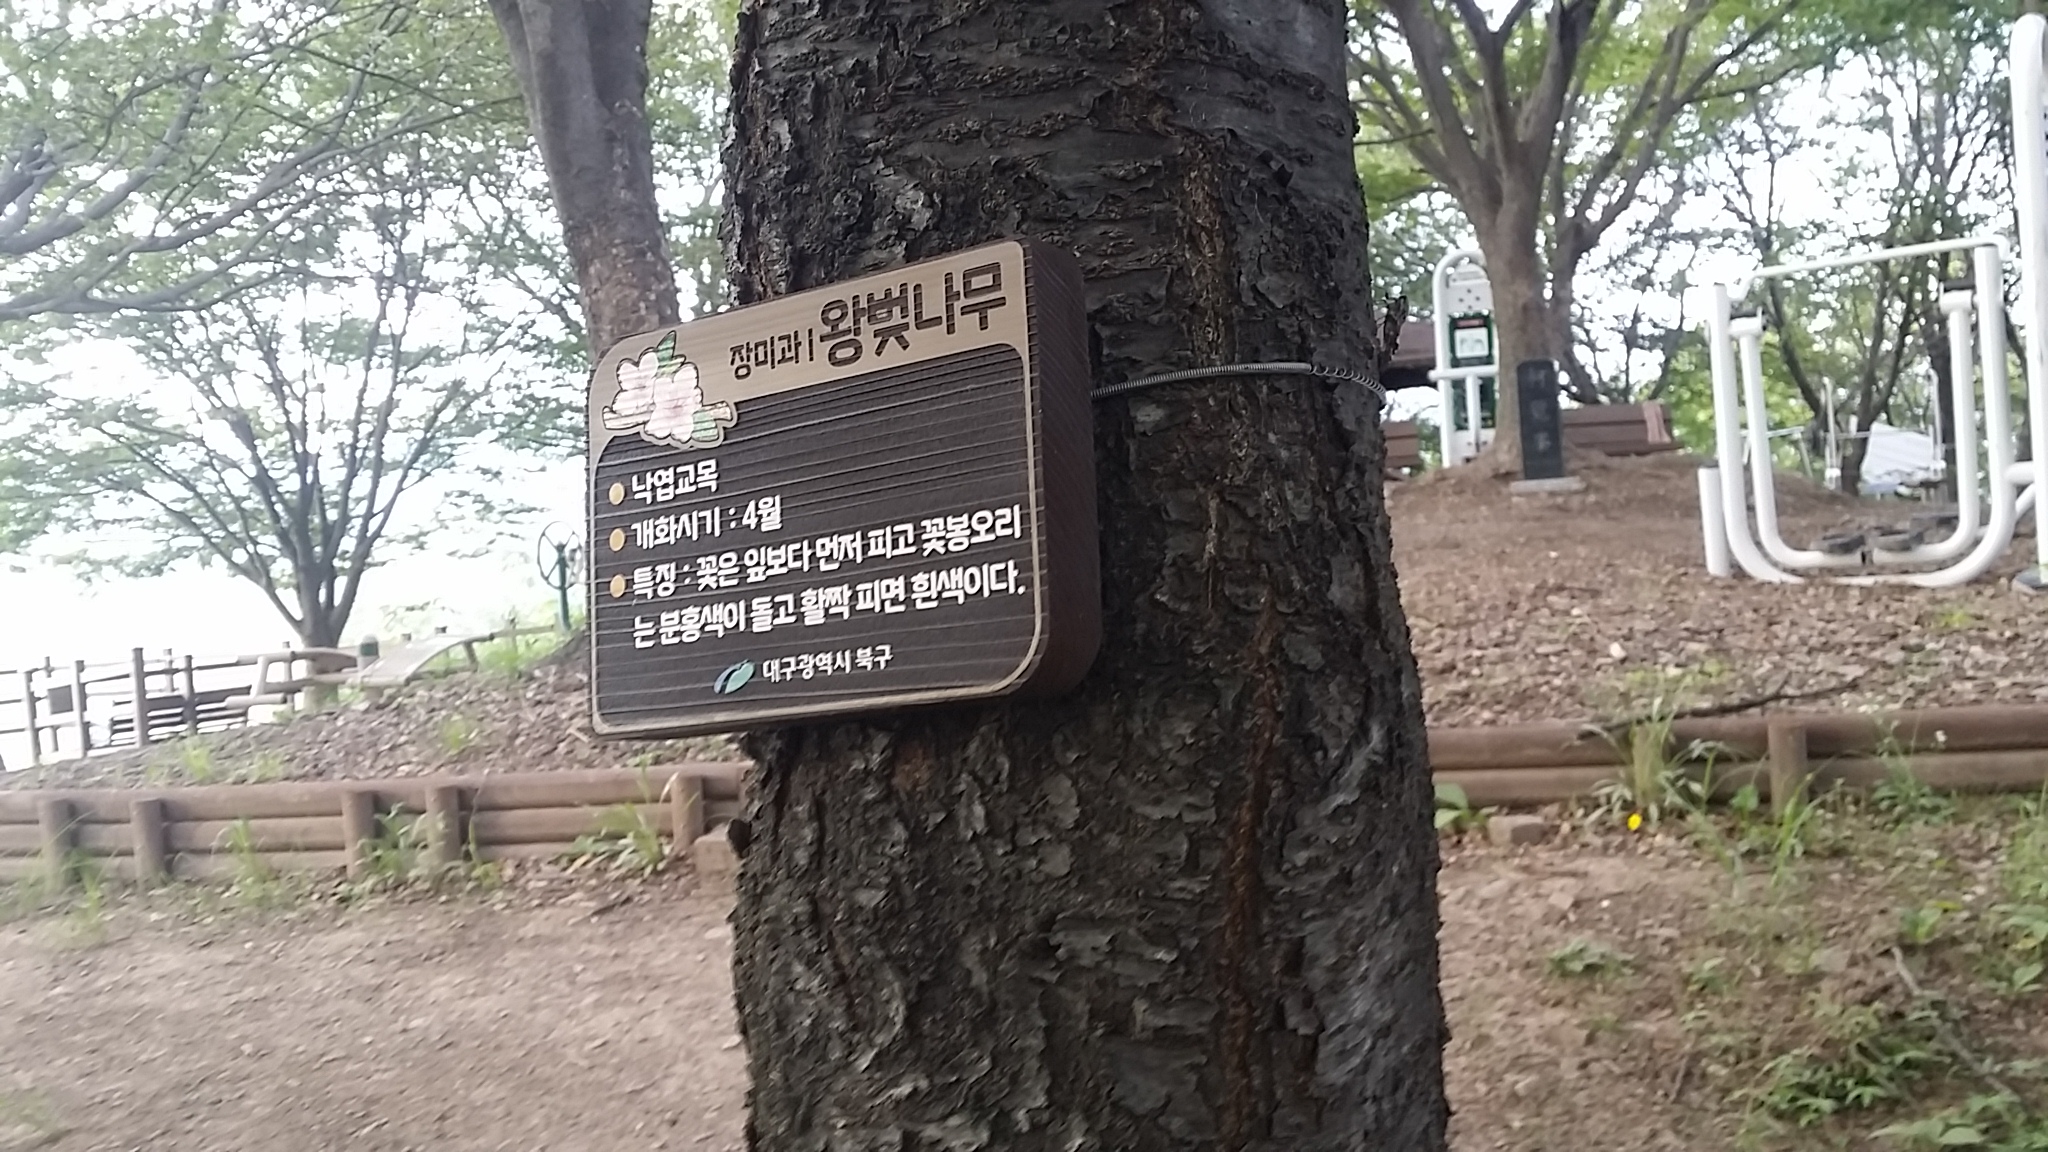 장미과 | 왕벚나무
낙엽교목
개화시기 : 4월
특징 : 꽃은 잎보다 먼저 피고 꽃봉오리
는 분홍색이 돌고 활짝 피면 흰색이다.
대구광역시 북구